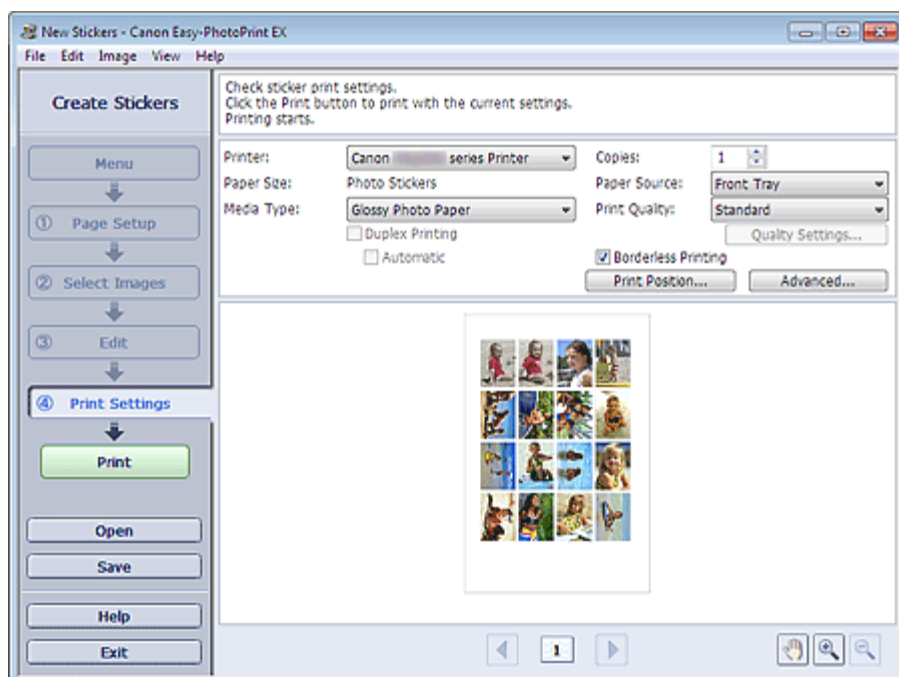 New Stickers - Canon Easy-PhotoPrint EX
File Edit Image View Help
Create Stickers
Menu
① Page Setup
② Select Images
③ Edit
④ Print Settings
Print
Open
Save
Help
Exit
Check sticker print settings.
Click the Print button to print with the current settings.
Printing starts.
Printer: Canon series Printer Copies: 1
Paper Size: Photo Stickers Paper Source: Front Tray
Media Type: Glossy Photo Paper Print Quality: Standard
Duplex Printing Quality Settings...
Automatic Borderless Printing
Print Position... Advanced...
1